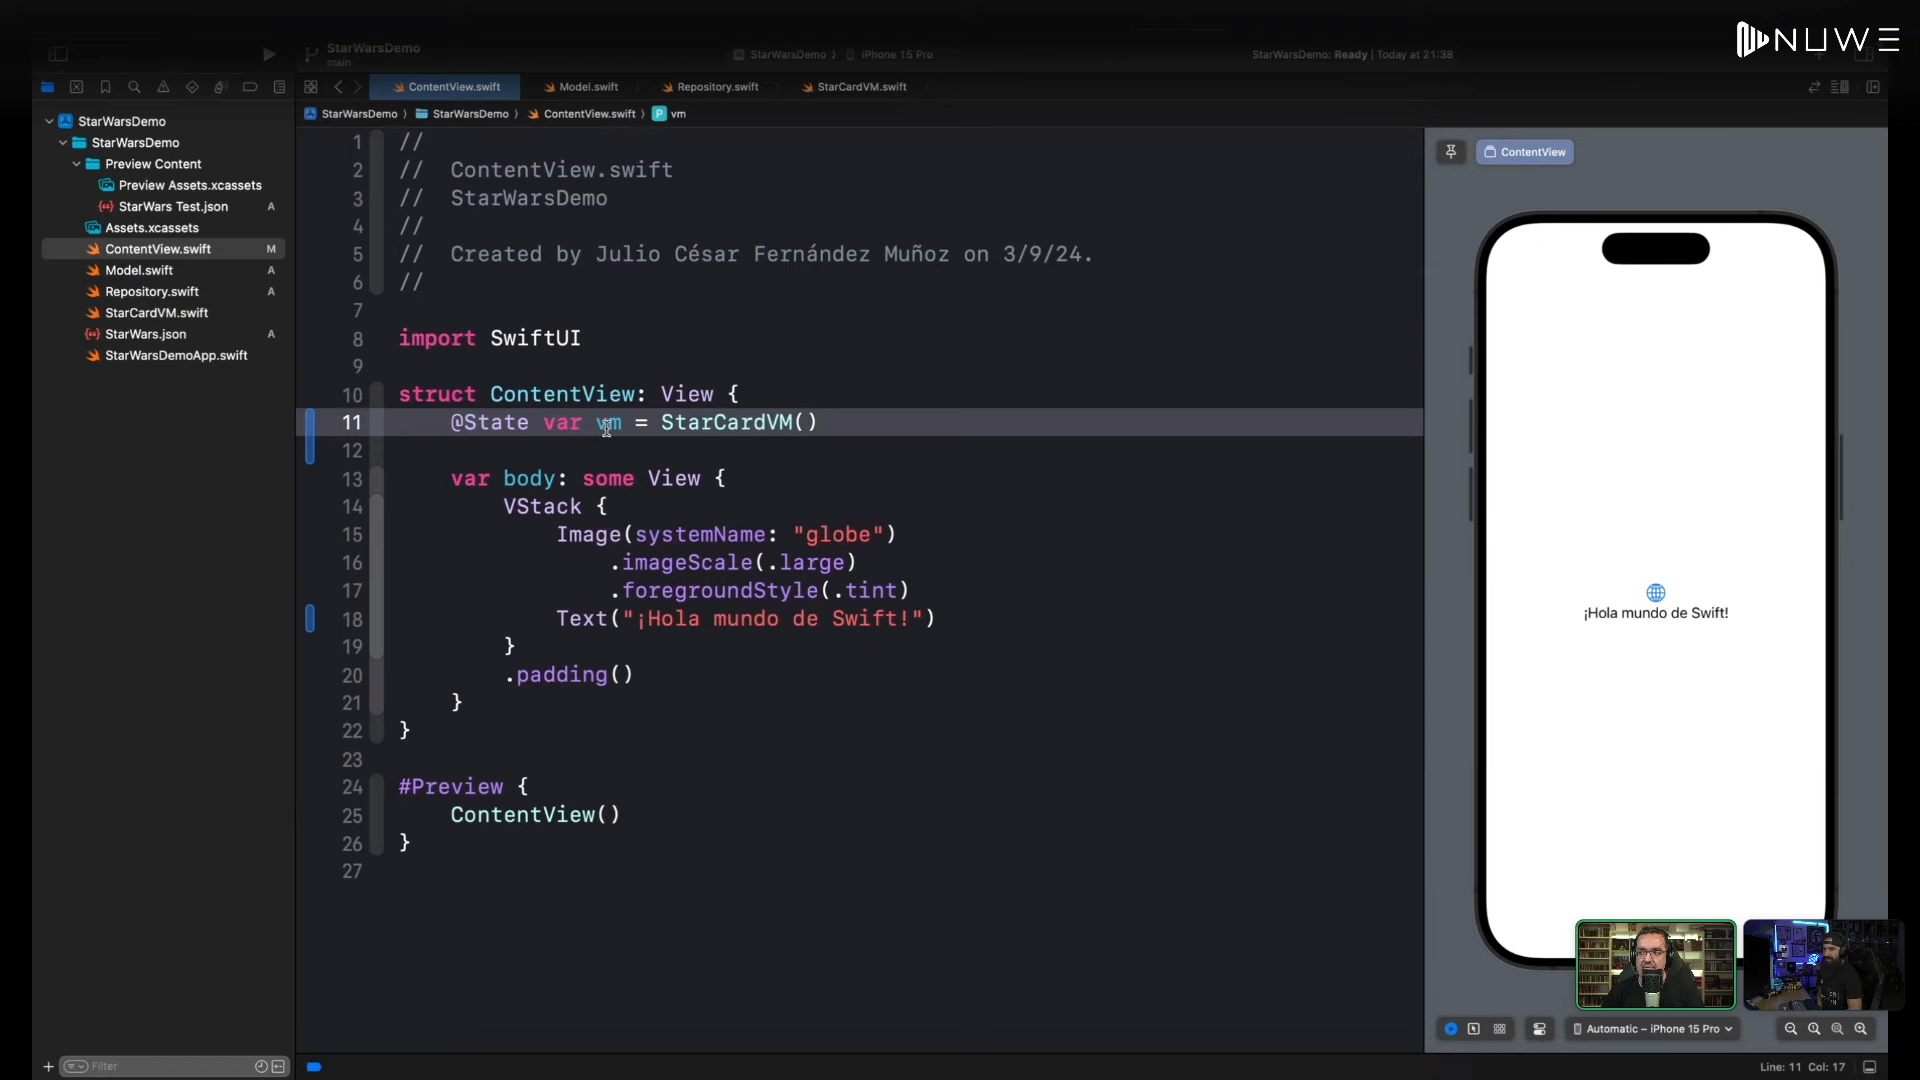 NUWE
StarWarsDemo
main
StarWarsDemo
iPhone 15 Pro
StarWarsDemo: Ready | Today at 21:38
ContentView.swift
Model.swift
Repository.swift
StarCardVM.swift
StarWarsDemo
StarWarsDemo
ContentView.swift
P vm
StarWarsDemo
StarWarsDemo
Preview Content
Preview Assets.xcassets
StarWars Test.json A
Assets.xcassets
ContentView.swift M
Model.swift A
Repository.swift A
StarCardVM.swift
StarWars.json A
StarWarsDemoApp.swift
1 //
2 // ContentView.swift
3 // StarWarsDemo
4 //
5 // Created by Julio César Fernández Muñoz on 3/9/24.
6 //
7
8 import SwiftUI
9
10 struct ContentView: View {
11 @State var vm = StarCardVM()
12
13 var body: some View {
14 VStack {
15 Image(systemName: "globe")
16 .imageScale(.large)
17 .foregroundStyle(.tint)
18 Text("¡Hola mundo de Swift!")
19 }
20 .padding()
21 }
22 }
23
24 #Preview {
25 ContentView()
26 }
27
ContentView
¡Hola mundo de Swift!
Automatic – iPhone 15 Pro
Filter
Line: 11 Col: 17